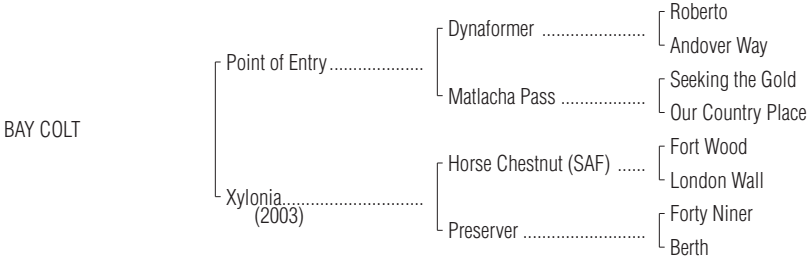 Roberto
Dynaformer ......................
Andover Way
Point of Entry....................
Seeking the Gold
Matlacha Pass ..................
Our Country Place
BAY COLT
Fort Wood
Horse Chestnut (SAF) ......
London Wall
Xylonia..............................
(2003)
Forty Niner
Preserver ..........................
Berth